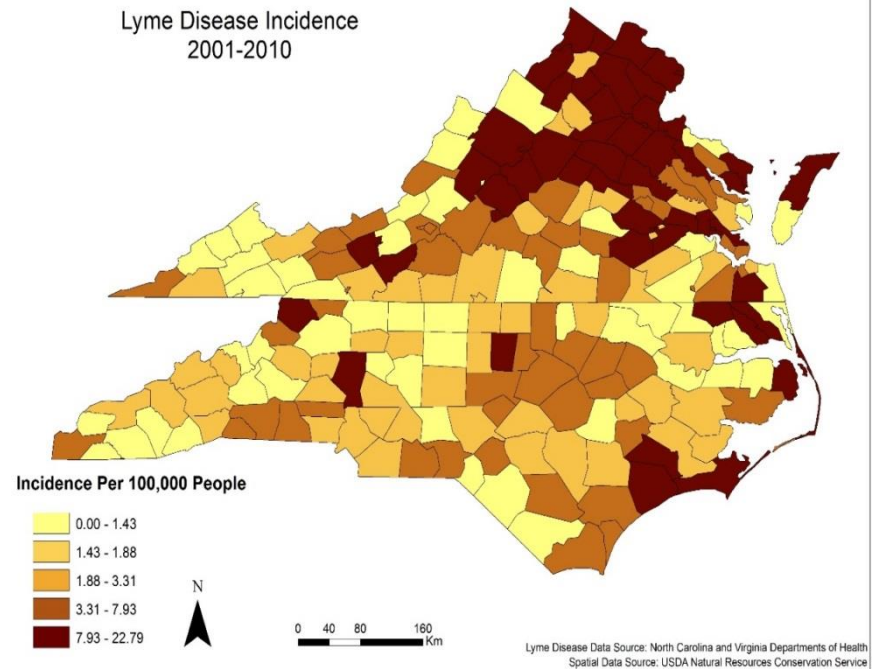 Lyme Disease Incidence
2001-2010
Incidence Per 100,000 People
0.00 - 1.43
1.43 - 1.88
1.88 - 3.31
3.31 - 7.93
7.93 - 22.79
N
0 40 80 160
Km
Lyme Disease Data Source: North Carolina and Virginia Departments of Health
Spatial Data Source: USDA Natural Resources Conservation Service